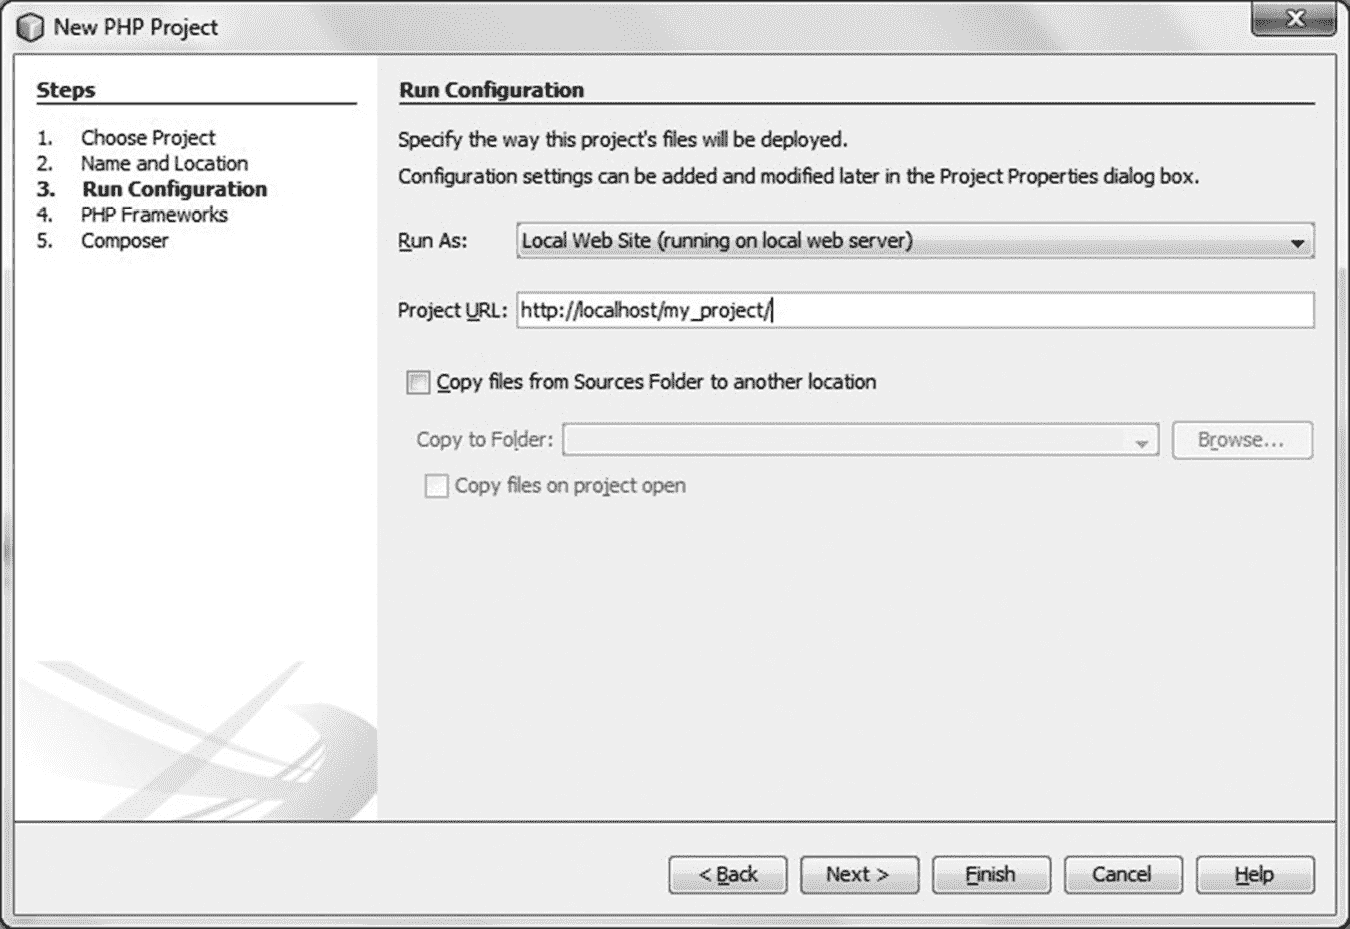 New PHP Project
Steps
1. Choose Project
2. Name and Location
3. Run Configuration
4. PHP Frameworks
5. Composer
Run Configuration
Specify the way this project's files will be deployed.
Configuration settings can be added and modified later in the Project Properties dialog box.
Run As: Local Web Site (running on local web server)
Project URL: http://localhost/my_project/
Copy files from Sources Folder to another location
Copy to Folder: Browse...
Copy files on project open
< Back Next > Finish Cancel Help